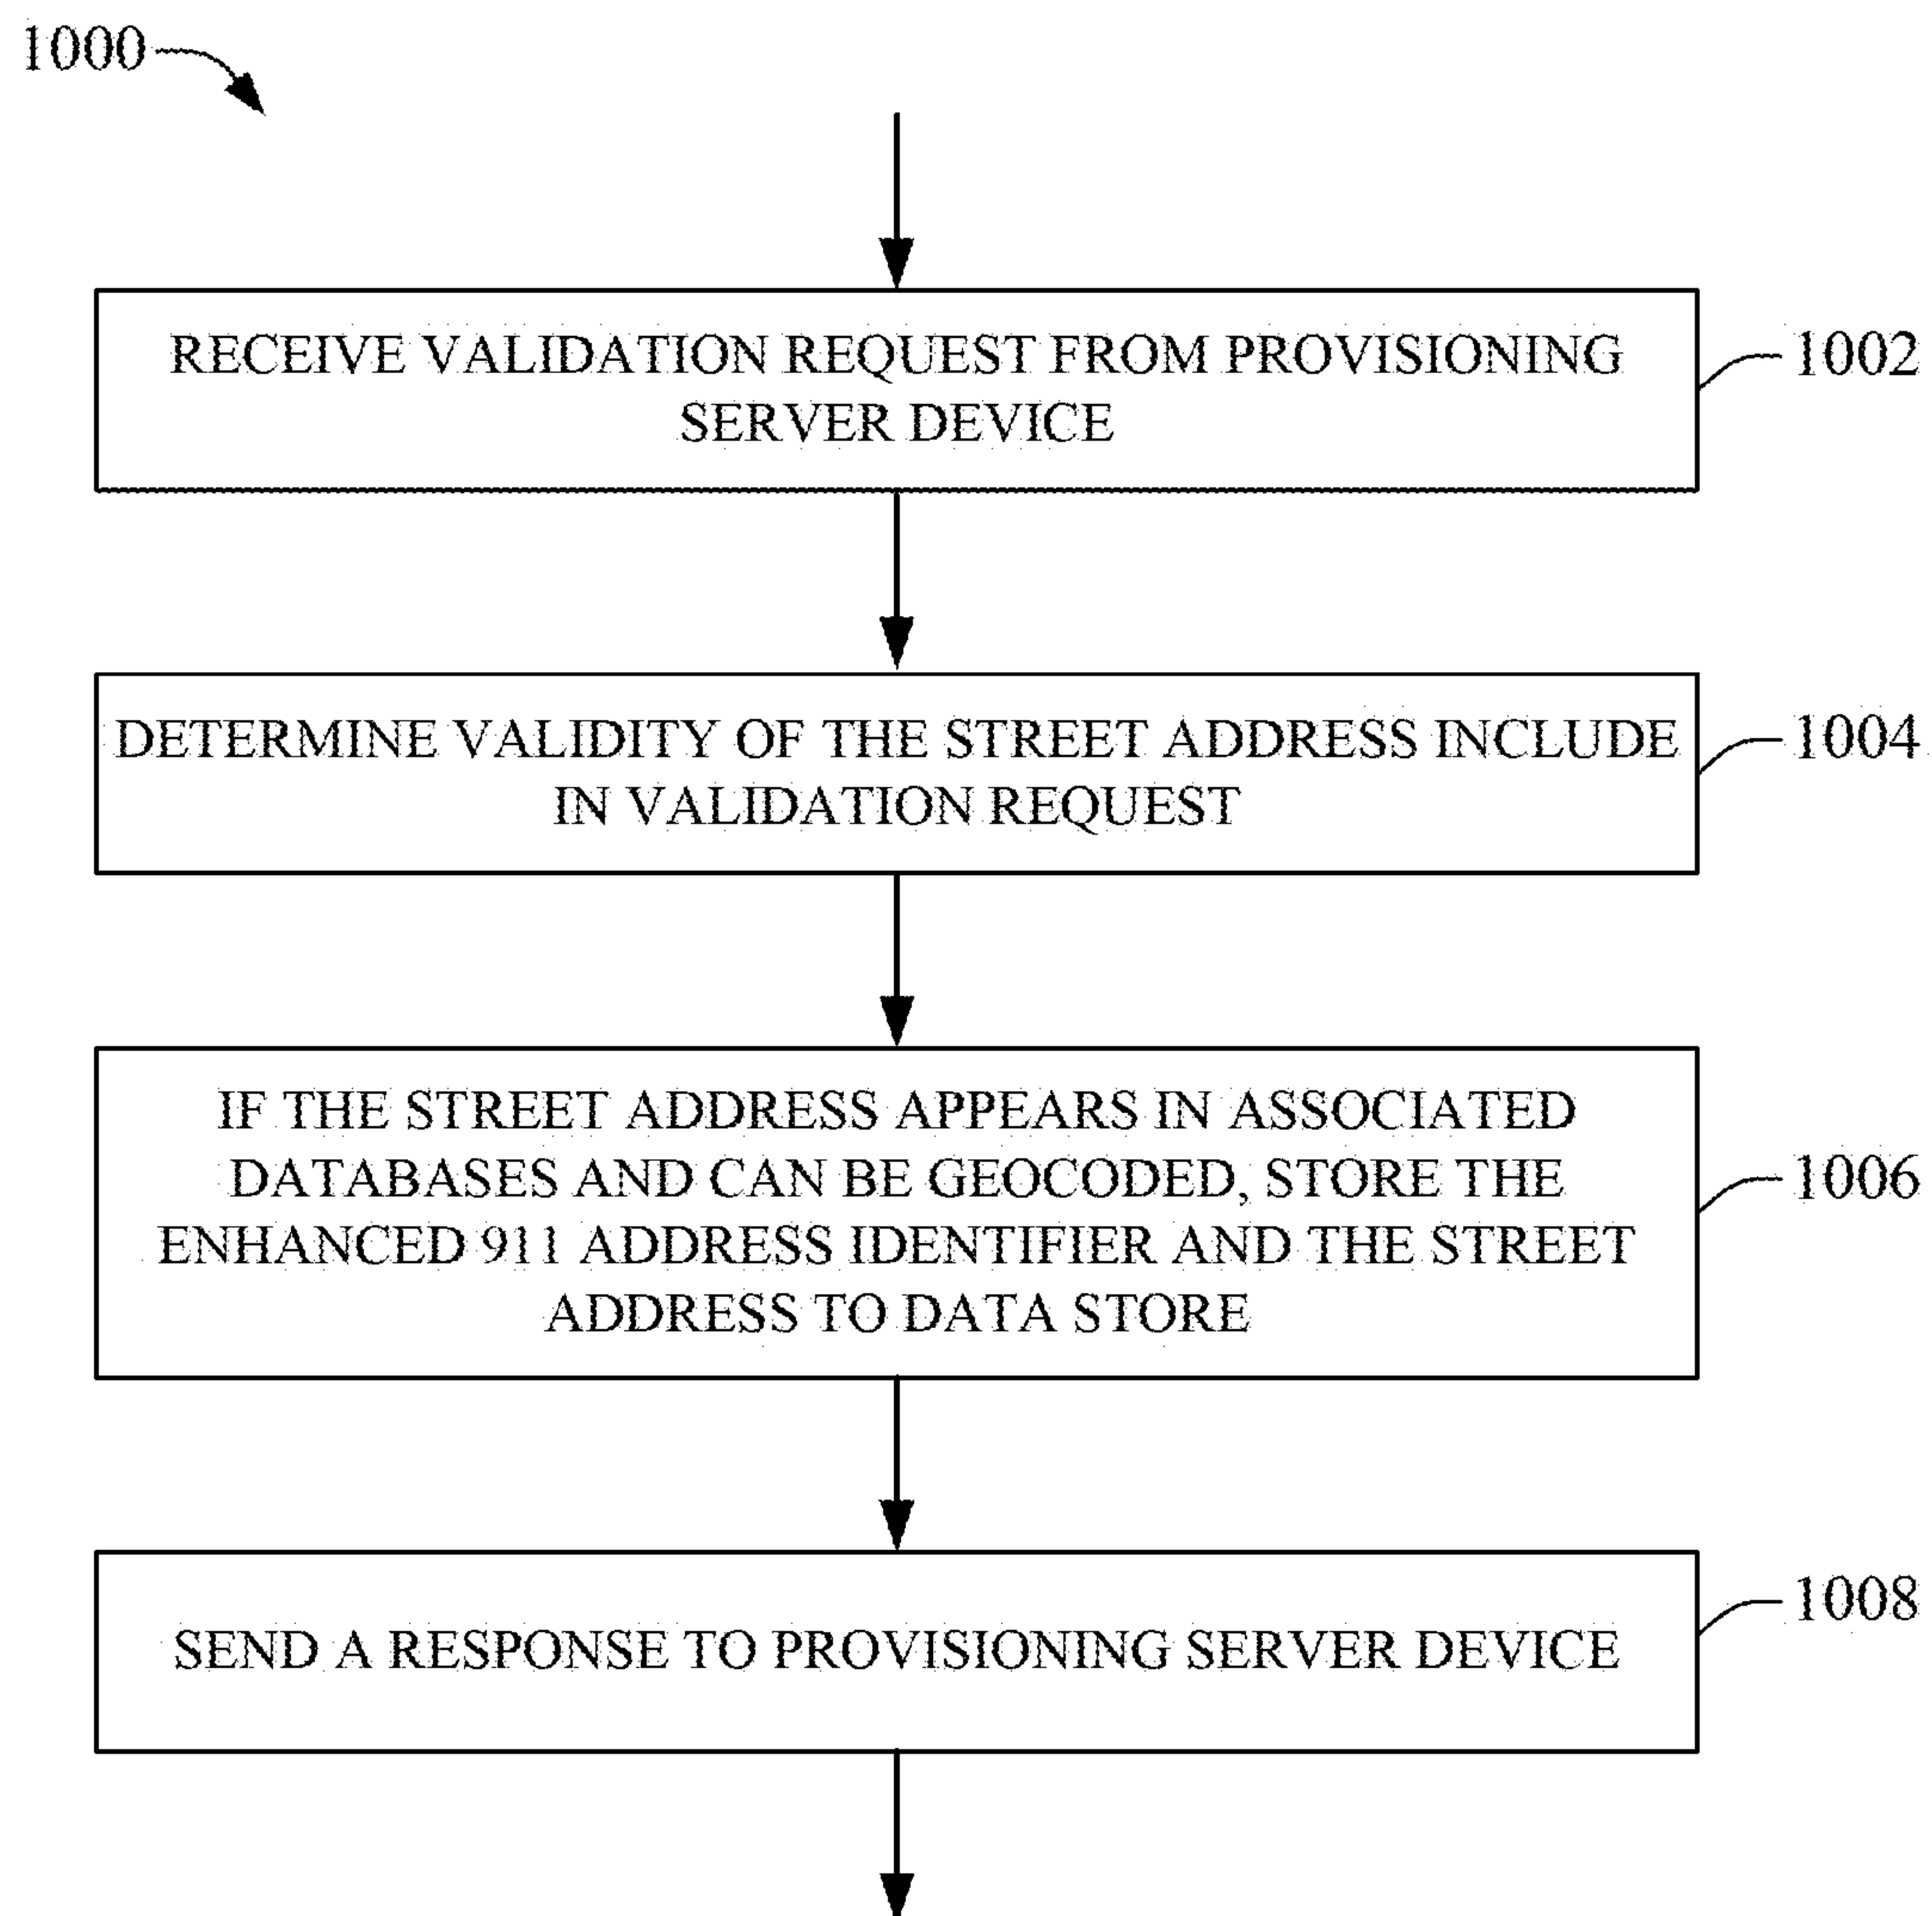 1000
RECEIVE VALIDATION REQUEST FROM PROVISIONING
SERVER DEVICE
1002
DETERMINE VALIDITY OF THE STREET ADDRESS INCLUDE
IN VALIDATION REQUEST
1004
IF THE STREET ADDRESS APPEARS IN ASSOCIATED
DATABASES AND CAN BE GEOCODED, STORE THE
ENHANCED 911 ADDRESS IDENTIFIER AND THE STREET
ADDRESS TO DATA STORE
1006
SEND A RESPONSE TO PROVISIONING SERVER DEVICE
1008